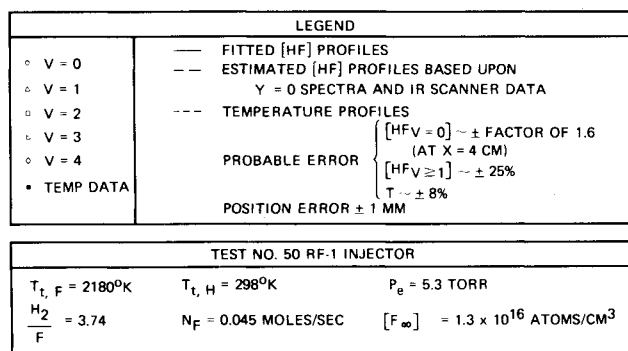 LEGEND
○ V = 0
△ V = 1
□ V = 2
V = 3
◇ V = 4
● TEMP DATA
—— FITTED [HF] PROFILES
— — ESTIMATED [HF] PROFILES BASED UPON
Y = 0 SPECTRA AND IR SCANNER DATA
--- TEMPERATURE PROFILES
PROBABLE ERROR { [HF V = 0] ~ ± FACTOR OF 1.6
(AT X = 4 CM)
[HF V ≥ 1] ~ ± 25%
T ~ ± 8%
POSITION ERROR ± 1 MM
TEST NO. 50 RF-1 INJECTOR
T t, F = 2180°K T t, H = 298°K P e = 5.3 TORR
H2/F = 3.74 N F = 0.045 MOLES/SEC [F ∞] = 1.3 x 10^16 ATOMS/CM^3